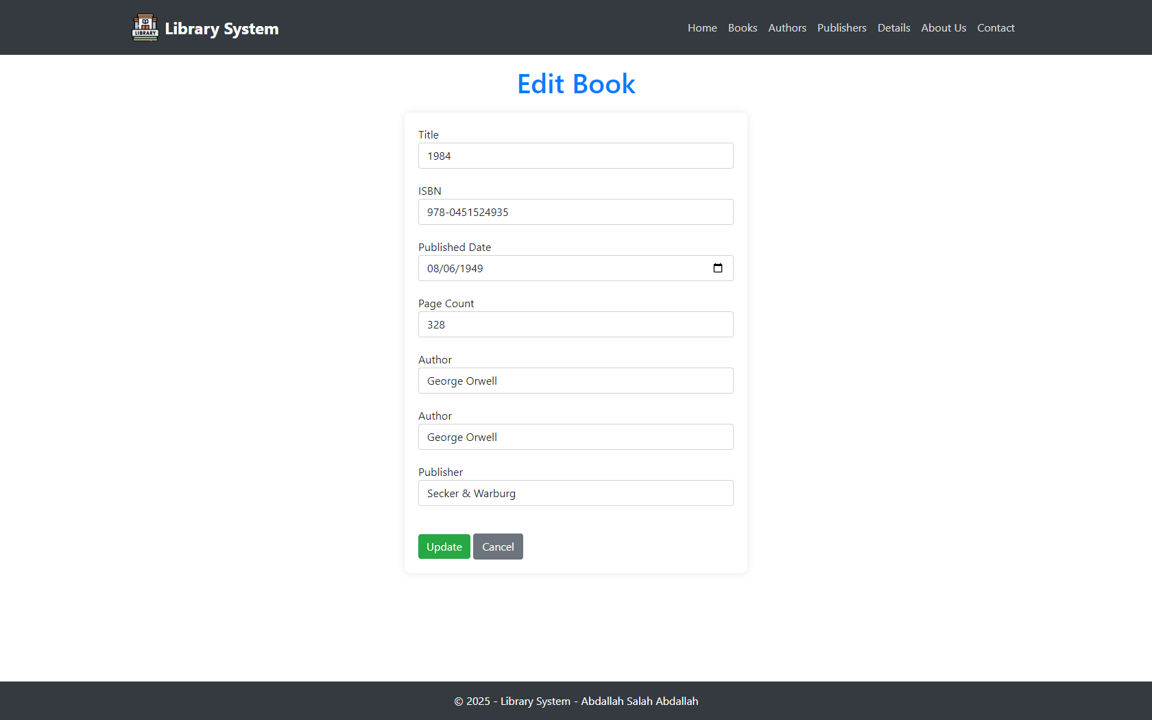 LIBRARY
Library System
Home Books Authors Publishers Details About Us Contact
Edit Book
Title
1984
ISBN
978-0451524935
Published Date
08/06/1949
Page Count
328
Author
George Orwell
Author
George Orwell
Publisher
Secker & Warburg
Update Cancel
© 2025 - Library System - Abdallah Salah Abdallah